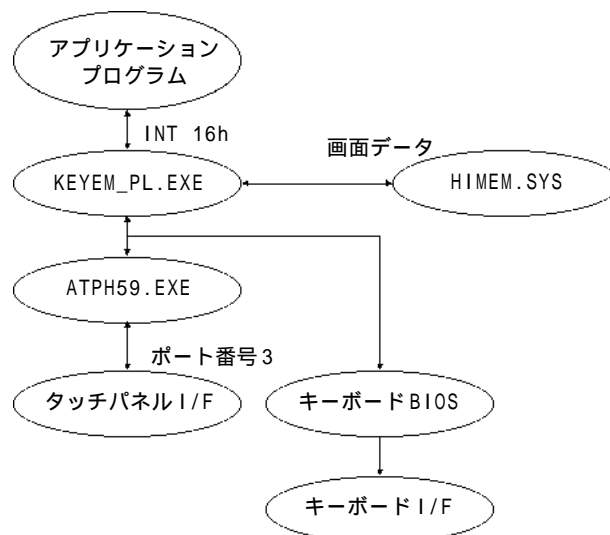 アプリケーション
プログラム
INT 16h
画面データ
KEYEM_PL.EXE
HIMEM.SYS
ATPH59.EXE
ポート番号3
タッチパネルI/F
キーボードBIOS
キーボードI/F